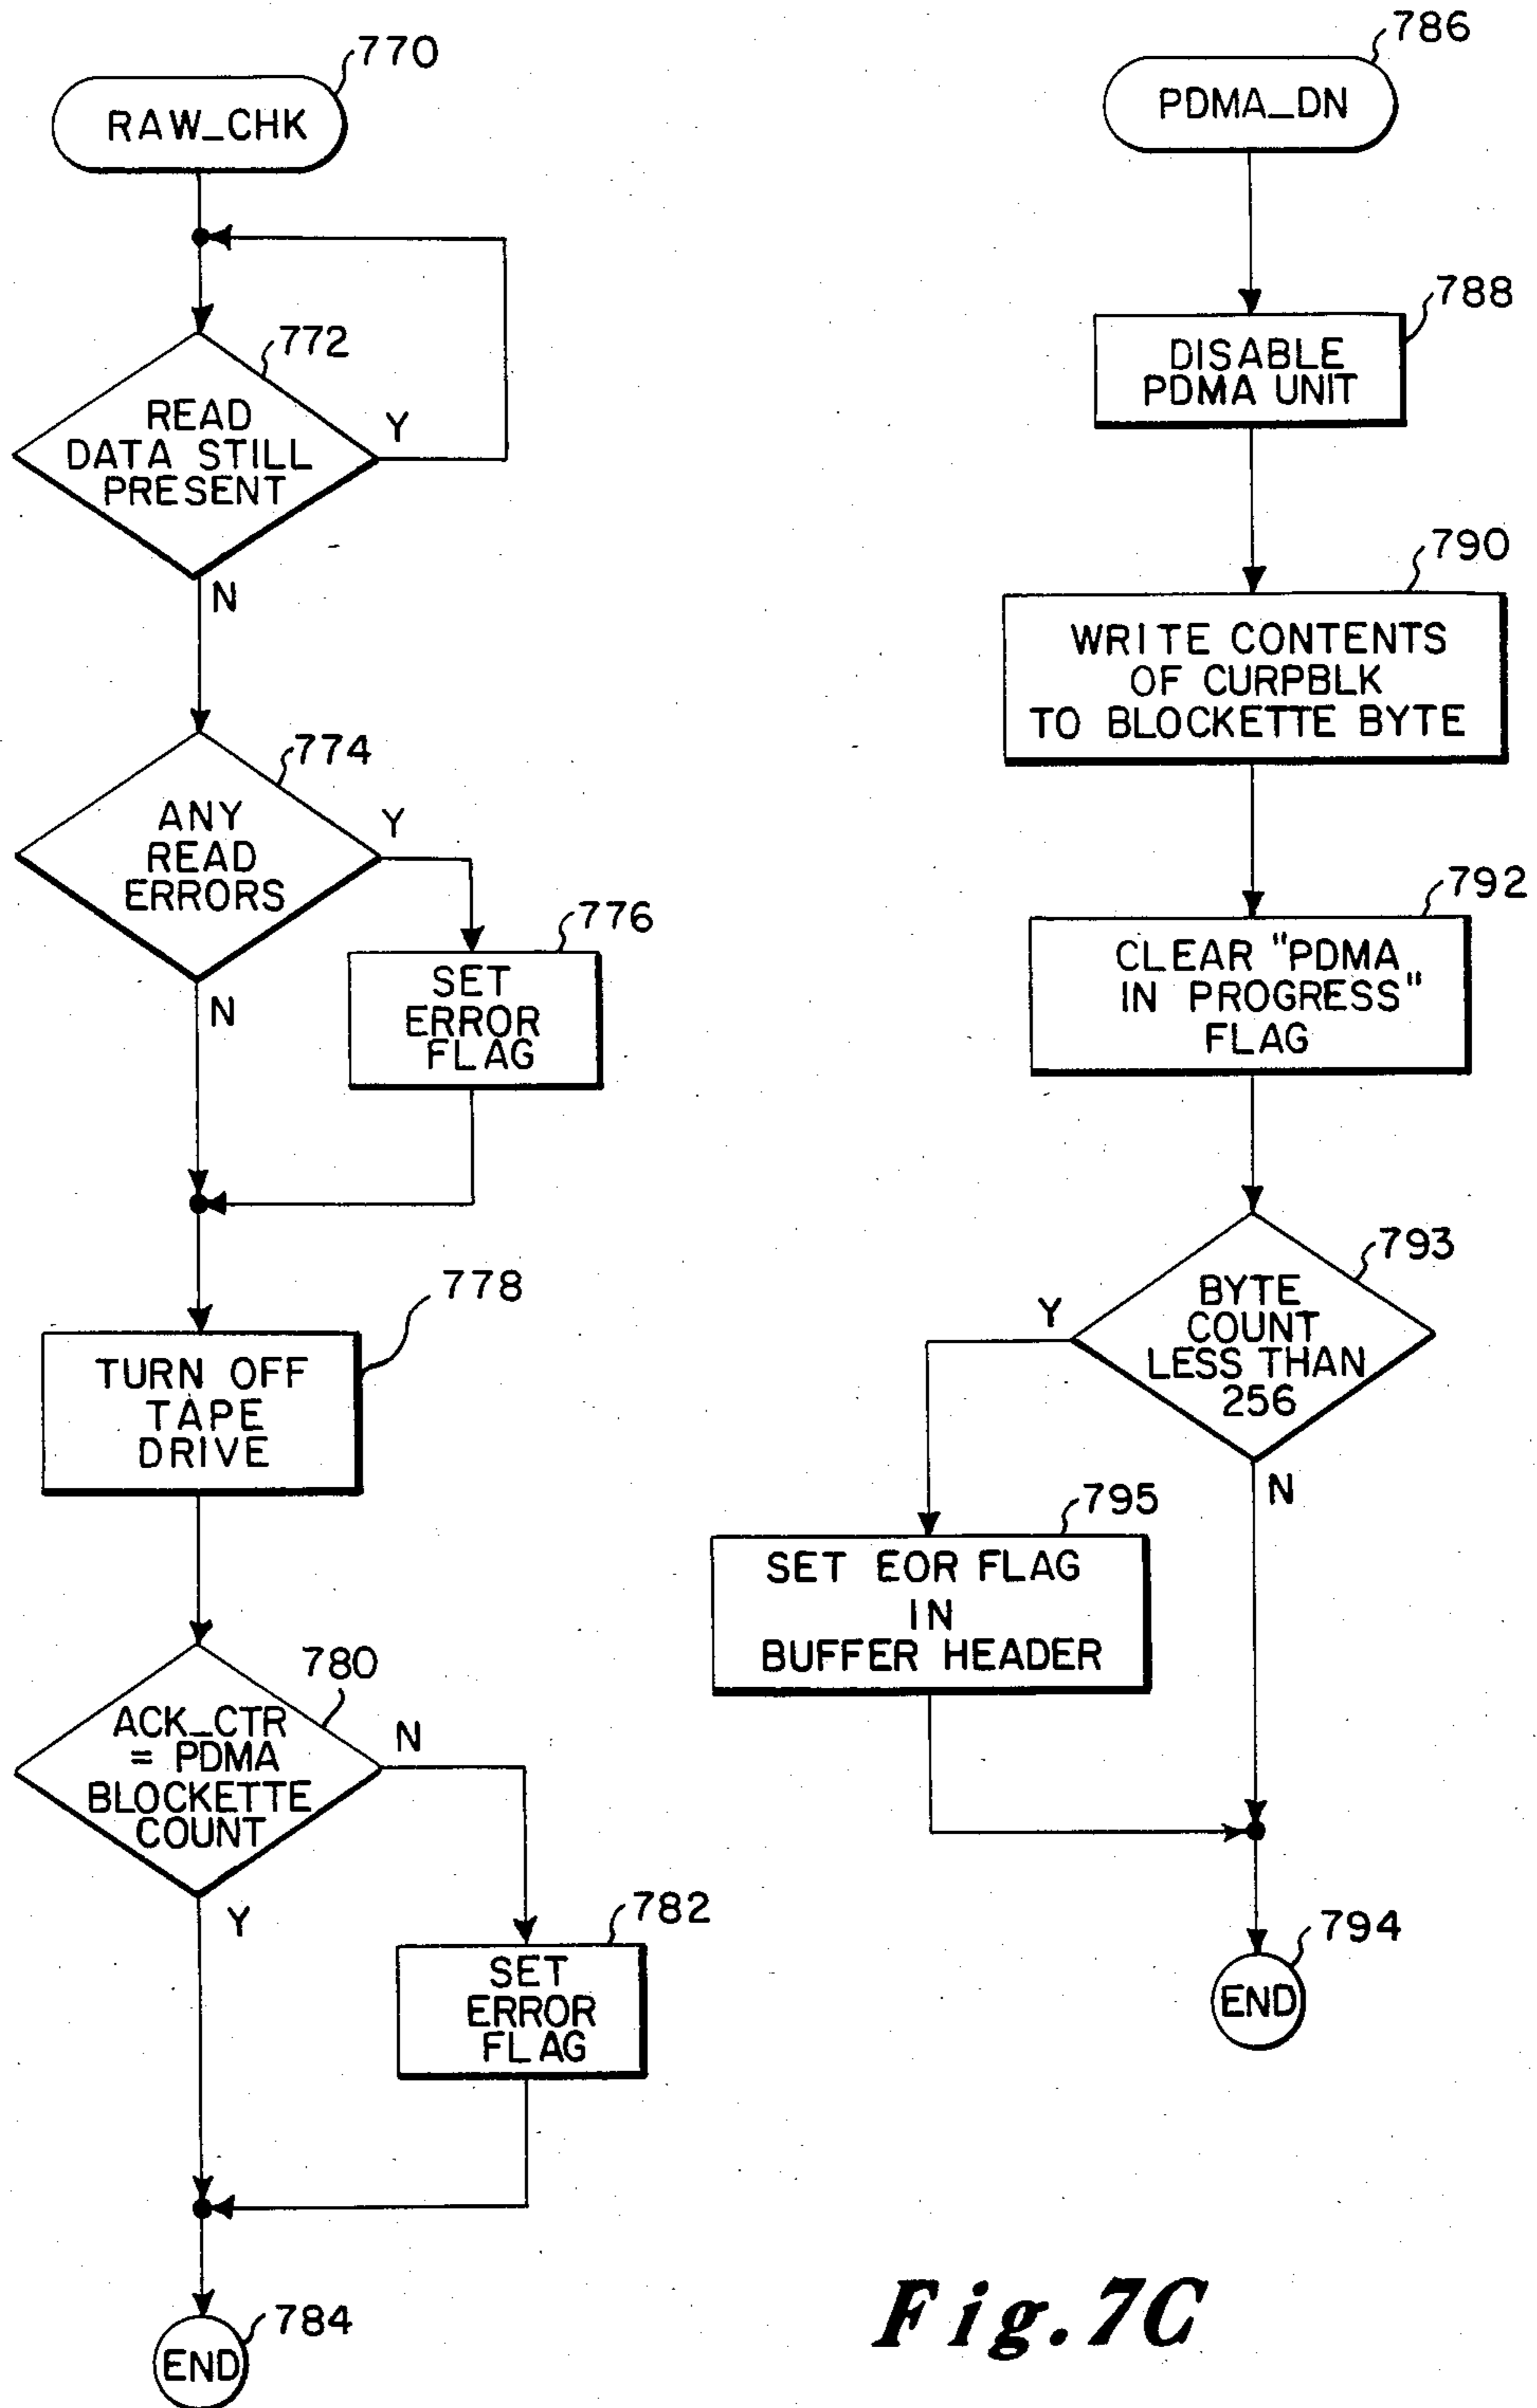 770
RAW_CHK
772
READ
DATA STILL
PRESENT
Y
N
774
ANY
READ
ERRORS
Y
N
776
SET
ERROR
FLAG
778
TURN OFF
TAPE
DRIVE
780
ACK_CTR
= PDMA
BLOCKETTE
COUNT
N
Y
782
SET
ERROR
FLAG
784
END
786
PDMA_DN
788
DISABLE
PDMA UNIT
790
WRITE CONTENTS
OF CURPBLK
TO BLOCKETTE BYTE
792
CLEAR "PDMA
IN PROGRESS"
FLAG
793
BYTE
COUNT
LESS THAN
256
Y
N
795
SET EOR FLAG
IN
BUFFER HEADER
794
END
Fig. 7C